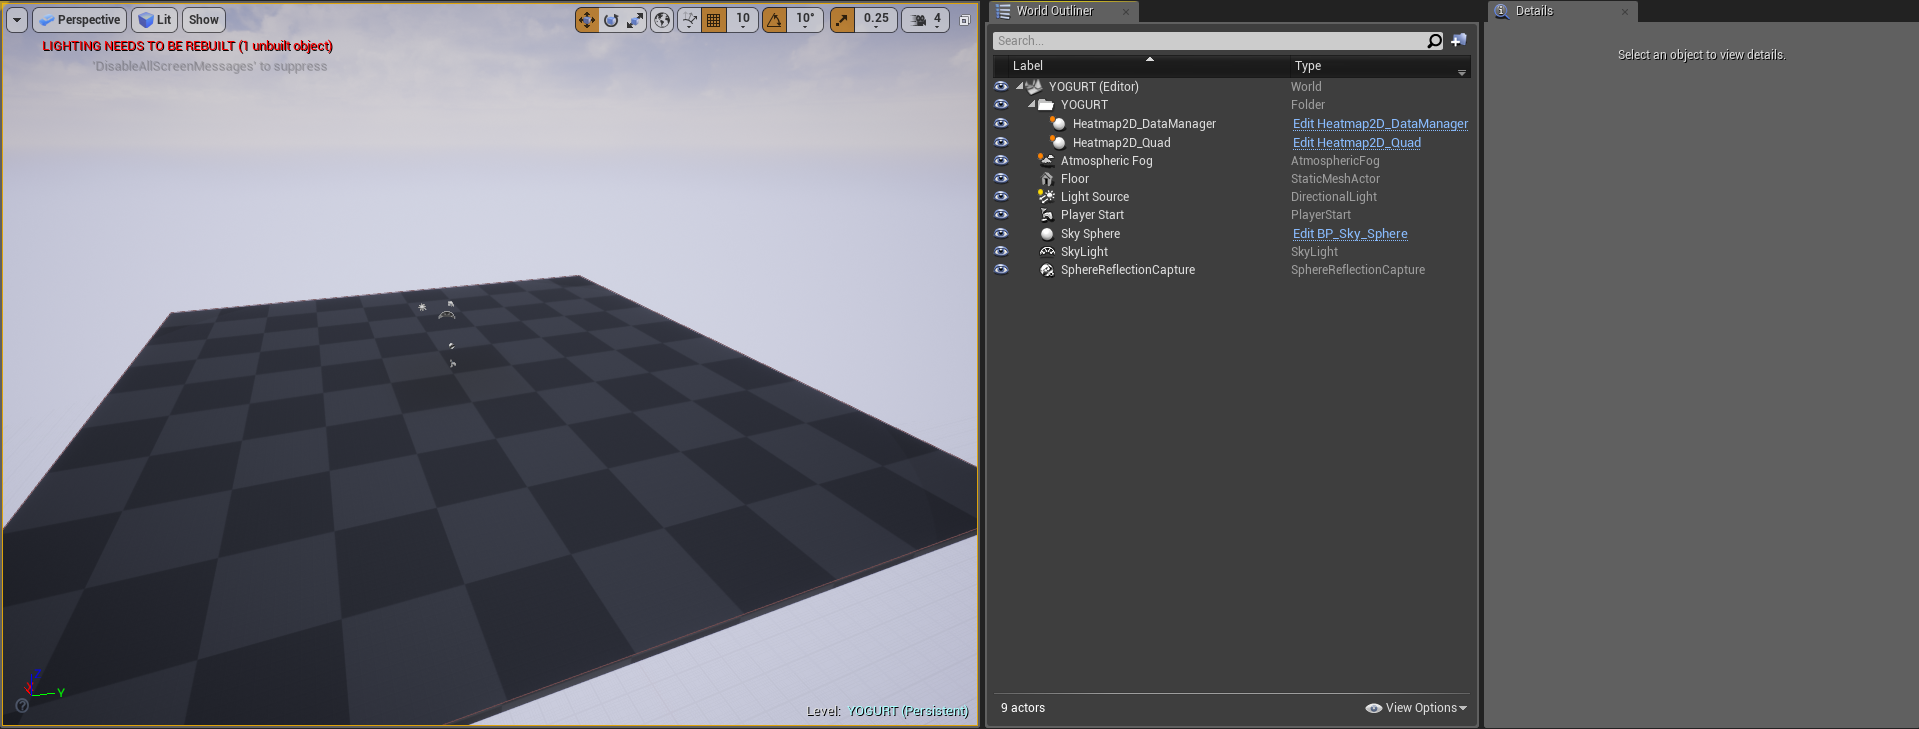 Perspective Lit Show 10 10° 0.25 4
LIGHTING NEEDS TO BE REBUILT (1 unbuilt object)
'DisableAllScreenMessages' to suppress
Z
Y
Level: YOGURT (Persistent)
World Outliner
Search...
Label Type
YOGURT (Editor) World
YOGURT Folder
Heatmap2D_DataManager Edit Heatmap2D_DataManager
Heatmap2D_Quad Edit Heatmap2D_Quad
Atmospheric Fog AtmosphericFog
Floor StaticMeshActor
Light Source DirectionalLight
Player Start PlayerStart
Sky Sphere Edit BP_Sky_Sphere
SkyLight SkyLight
SphereReflectionCapture SphereReflectionCapture
9 actors View Options
Details
Select an object to view details.